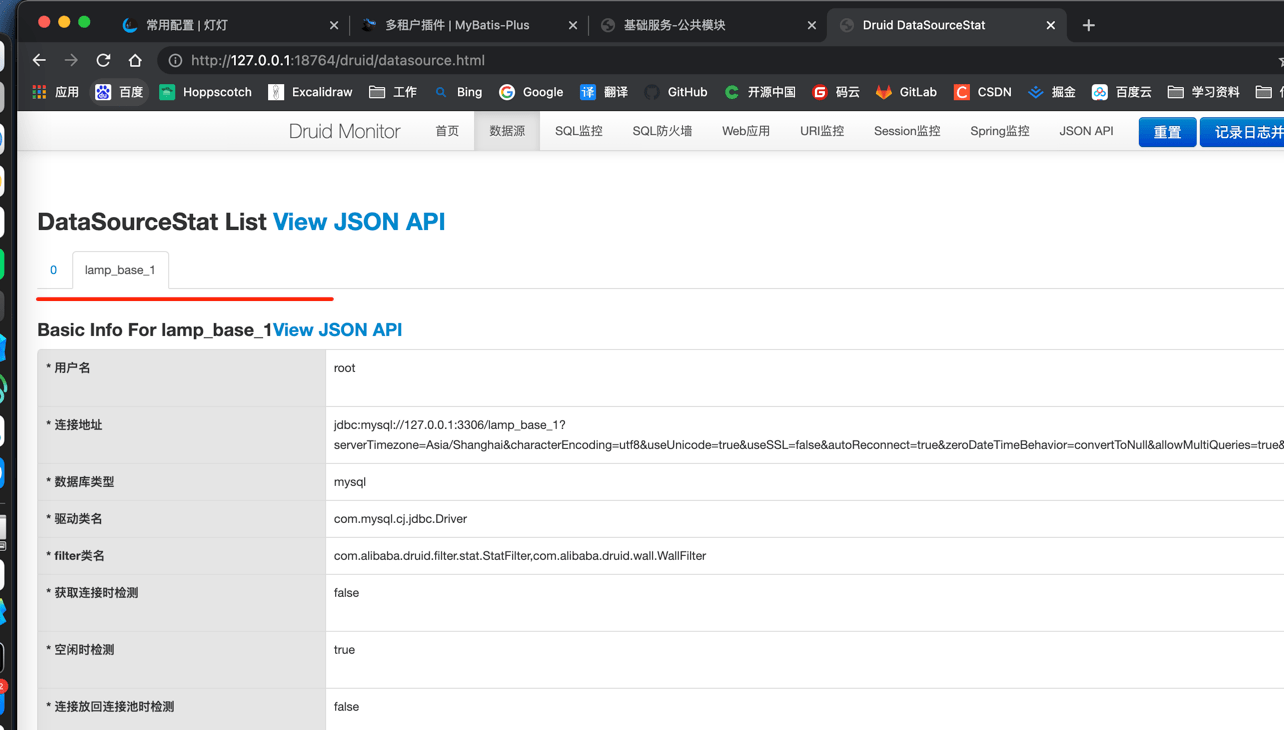 常用配置 | 灯灯
多租户插件 | MyBatis-Plus
基础服务-公共模块
Druid DataSourceStat
http://127.0.0.1:18764/druid/datasource.html
应用 百度 Hoppscotch Excalidraw 工作 Bing Google 译 翻译 GitHub 开源中国 码云 GitLab CSDN 掘金 百度云 学习资料
Druid Monitor 首页 数据源 SQL监控 SQL防火墙 Web应用 URI监控 Session监控 Spring监控 JSON API 重置 记录日志并
DataSourceStat List View JSON API
0 lamp_base_1
Basic Info For lamp_base_1View JSON API
* 用户名 root
* 连接地址 jdbc:mysql://127.0.0.1:3306/lamp_base_1?
serverTimezone=Asia/Shanghai&characterEncoding=utf8&useUnicode=true&useSSL=false&autoReconnect=true&zeroDateTimeBehavior=convertToNull&allowMultiQueries=true&
* 数据库类型 mysql
* 驱动类名 com.mysql.cj.jdbc.Driver
* filter类名 com.alibaba.druid.filter.stat.StatFilter,com.alibaba.druid.wall.WallFilter
* 获取连接时检测 false
* 空闲时检测 true
* 连接放回连接池时检测 false